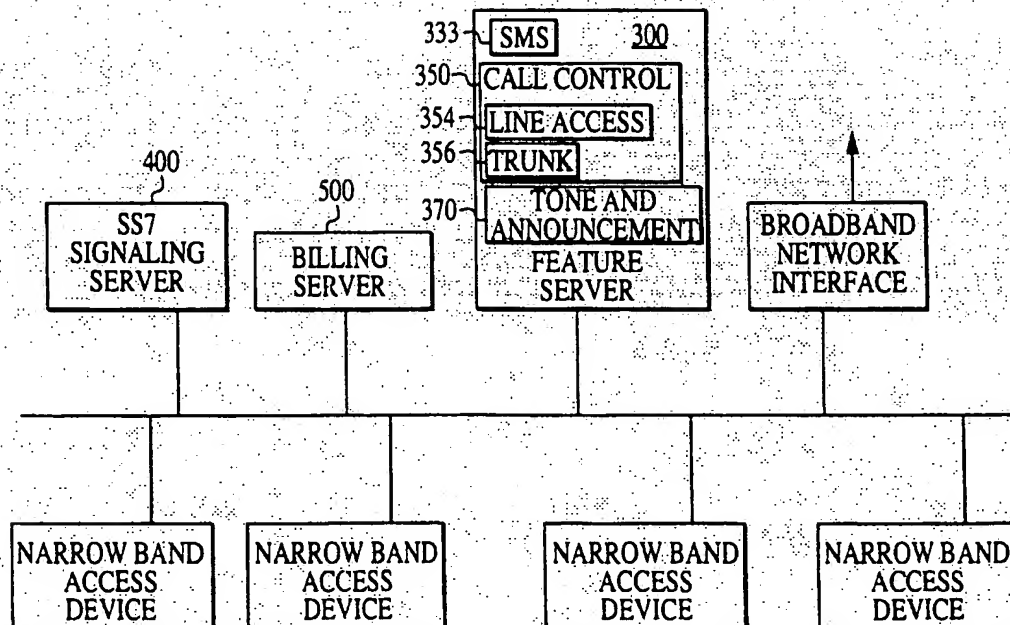 333
SMS
300
350
CALL CONTROL
354
LINE ACCESS
356
TRUNK
370
TONE AND
ANNOUNCEMENT
FEATURE
SERVER
400
SS7
SIGNALING
SERVER
500
BILLING
SERVER
BROADBAND
NETWORK
INTERFACE
NARROW BAND
ACCESS
DEVICE
NARROW BAND
ACCESS
DEVICE
NARROW BAND
ACCESS
DEVICE
NARROW BAND
ACCESS
DEVICE